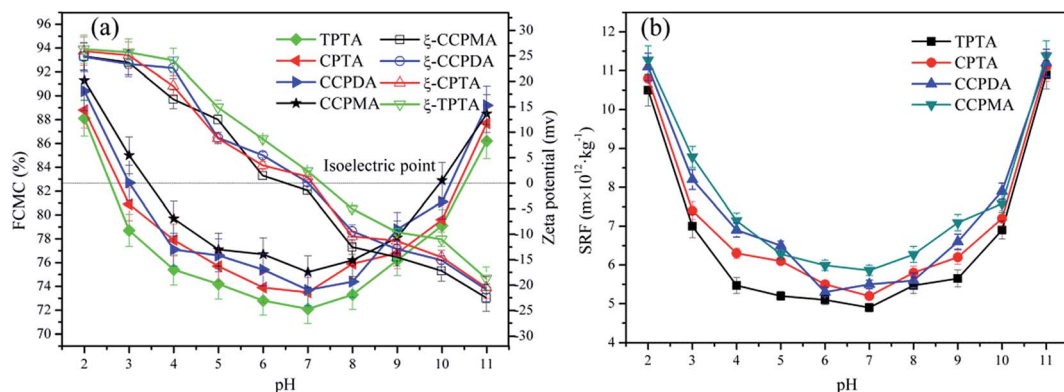 (a)
TPTA
CPTA
CCPDA
CCPMA
ξ-CCPMA
ξ-CCPDA
ξ-CPTA
ξ-TPTA
Isoelectric point
FCMC (%)
96
94
92
90
88
86
84
82
80
78
76
74
72
70
Zeta potential (mv)
30
25
20
15
10
5
0
-5
-10
-15
-20
-25
-30
2 3 4 5 6 7 8 9 10 11
pH
(b)
TPTA
CPTA
CCPDA
CCPMA
SRF (m×10¹²·kg⁻¹)
13
12
11
10
9
8
7
6
5
4
2 3 4 5 6 7 8 9 10 11
pH